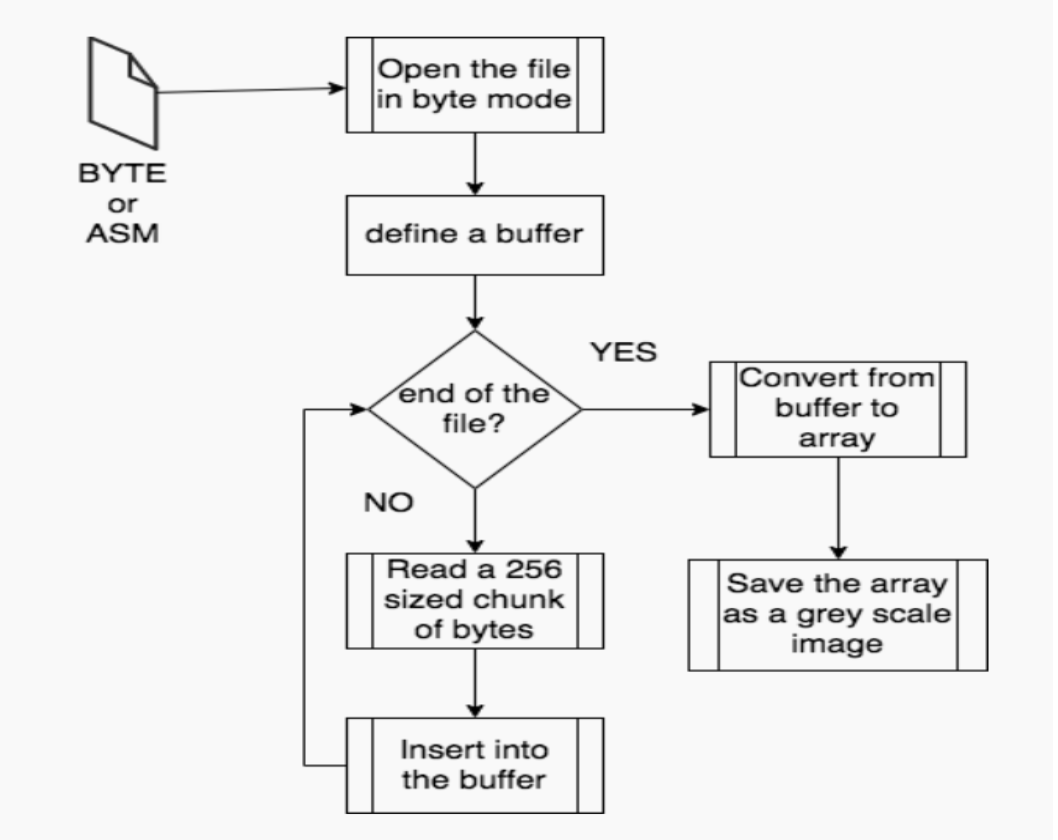 Open the file
in byte mode
BYTE
or
ASM
define a buffer
YES
end of the
file?
Convert from
buffer to
array
NO
Read a 256
sized chunk
of bytes
Save the array
as a grey scale
image
Insert into
the buffer